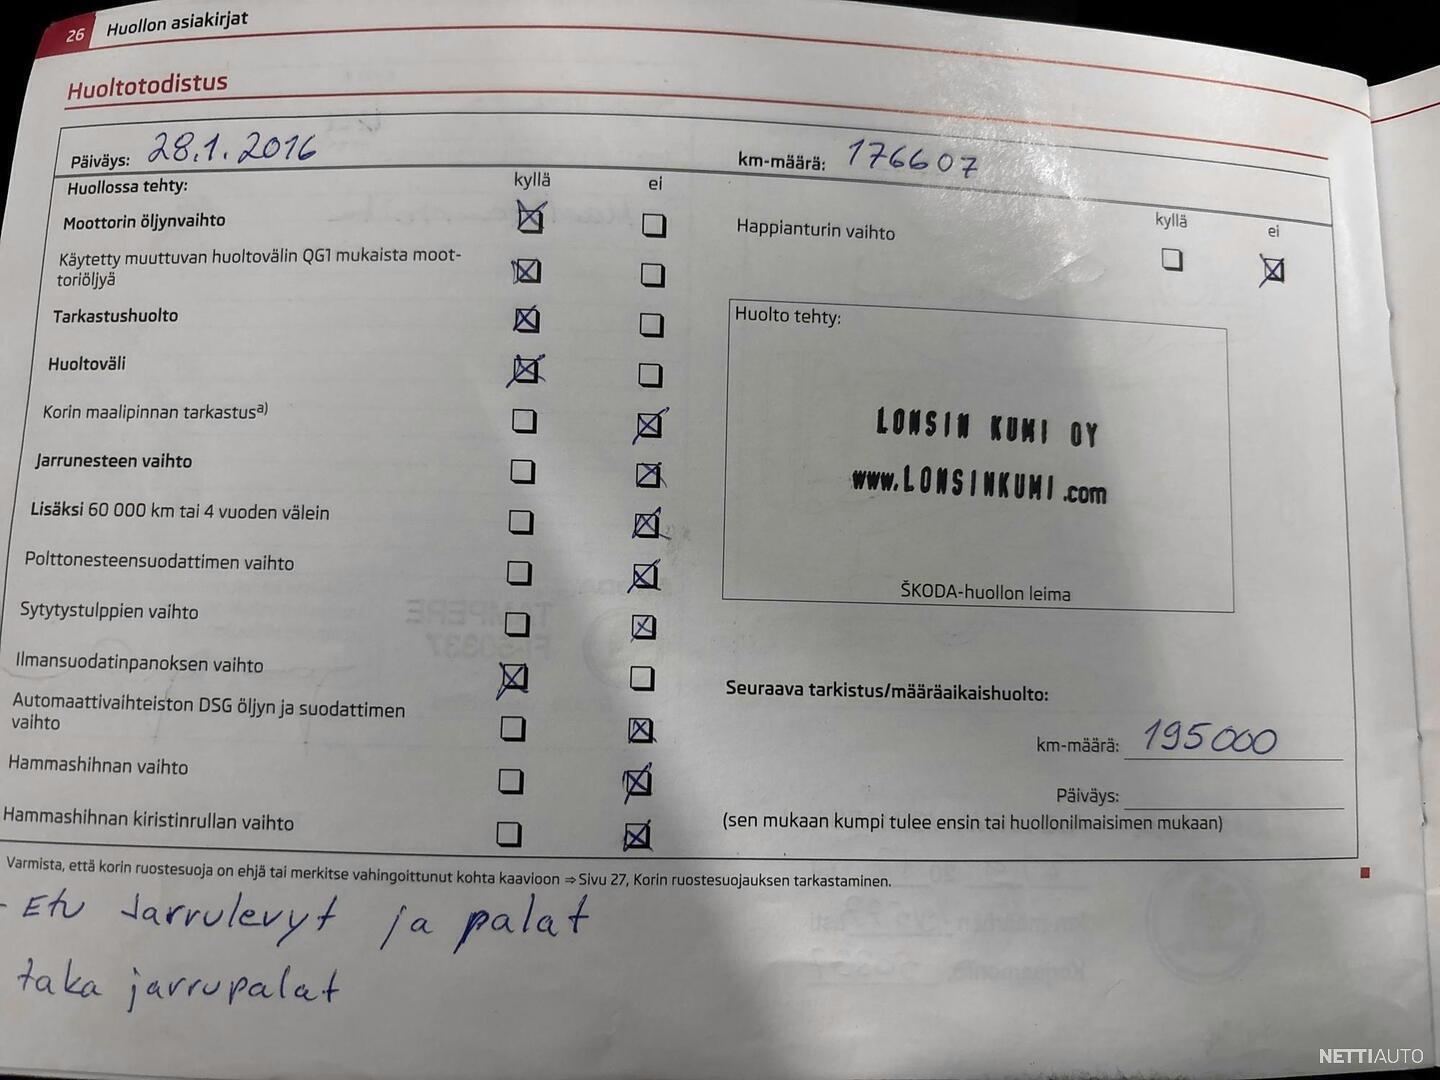 26 Huollon asiakirjat
Huoltotodistus
Päiväys: 28.1.2016
km-määrä: 176607
Huollossa tehty: kyllä ei
Moottorin öljynvaihto
Käytetty muuttuvan huoltovälin QG1 mukaista moot-
toriöljyä
Tarkastushuolto
Huoltoväli
Korin maalipinnan tarkastusa)
Jarrunesteen vaihto
Lisäksi 60 000 km tai 4 vuoden välein
Polttonesteensuodattimen vaihto
Sytytystulppien vaihto
Ilmansuodatinpanoksen vaihto
Automaattivaihteiston DSG öljyn ja suodattimen
vaihto
Hammashihnan vaihto
Hammashihnan kiristinrullan vaihto
kyllä ei
Happianturin vaihto
Huolto tehty:
LONSIN KUMI OY
www.LONSINKUMI.com
ŠKODA-huollon leima
Seuraava tarkistus/määräaikaishuolto:
km-määrä: 195000
Päiväys:
(sen mukaan kumpi tulee ensin tai huollonilmaisimen mukaan)
Varmista, että korin ruostesuoja on ehjä tai merkitse vahingoittunut kohta kaavioon ⇒ Sivu 27, Korin ruostesuojauksen tarkastaminen.
- Etu Jarrulevyt ja palat
taka jarrupalat
NETTIAUTO